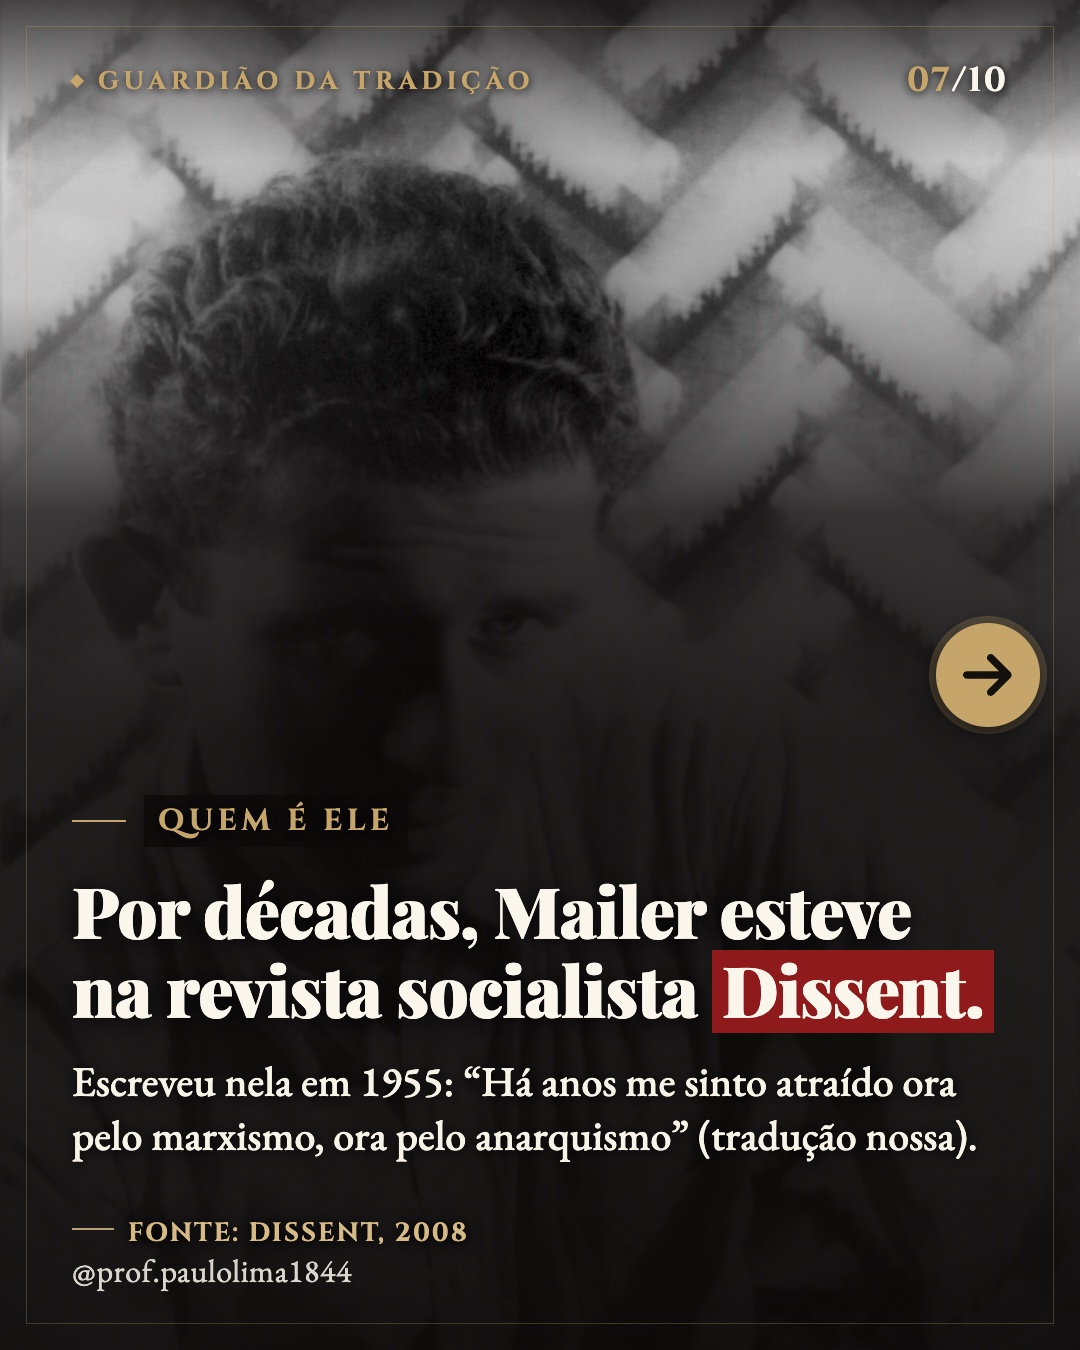 GUARDIÃO DA TRADIÇÃO
07/10
QUEM É ELE
Por décadas, Mailer esteve
na revista socialista Dissent.
Escreveu nela em 1955: “Há anos me sinto atraído ora
pelo marxismo, ora pelo anarquismo” (tradução nossa).
FONTE: DISSENT, 2008
@prof.paulolima1844